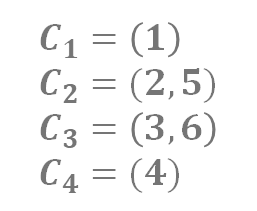 C₁ = (1)
C₂ = (2,5)
C₃ = (3,6)
C₄ = (4)